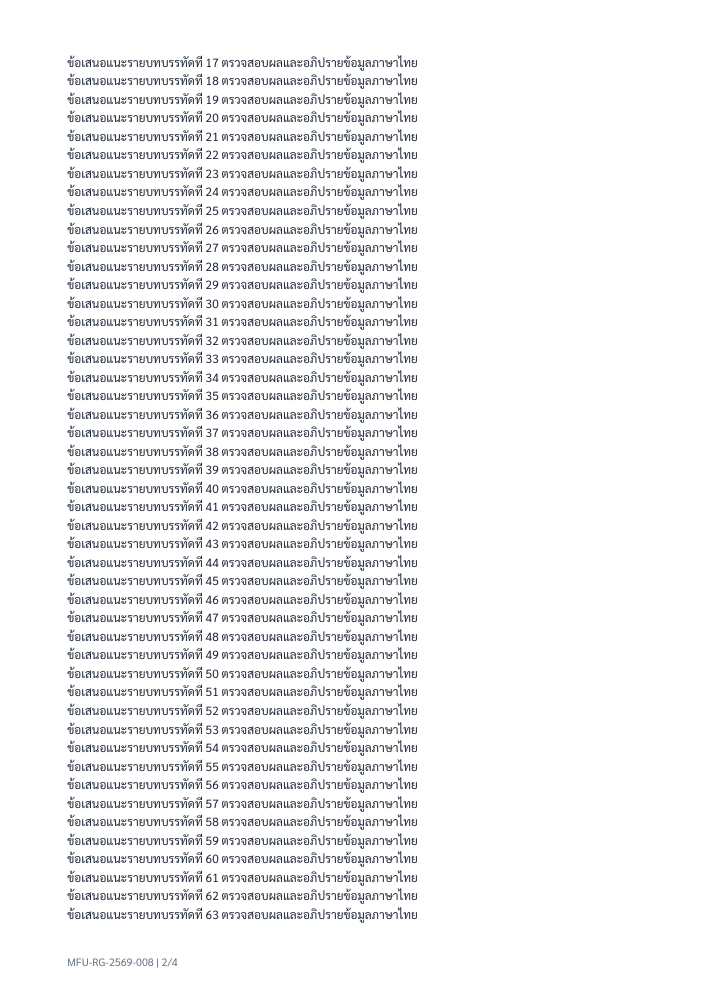 ข้อเสนอแนะรายบทบรรทัดที่ 17 ตรวจสอบผลและอภิปรายข้อมูลภาษาไทย
ข้อเสนอแนะรายบทบรรทัดที่ 18 ตรวจสอบผลและอภิปรายข้อมูลภาษาไทย
ข้อเสนอแนะรายบทบรรทัดที่ 19 ตรวจสอบผลและอภิปรายข้อมูลภาษาไทย
ข้อเสนอแนะรายบทบรรทัดที่ 20 ตรวจสอบผลและอภิปรายข้อมูลภาษาไทย
ข้อเสนอแนะรายบทบรรทัดที่ 21 ตรวจสอบผลและอภิปรายข้อมูลภาษาไทย
ข้อเสนอแนะรายบทบรรทัดที่ 22 ตรวจสอบผลและอภิปรายข้อมูลภาษาไทย
ข้อเสนอแนะรายบทบรรทัดที่ 23 ตรวจสอบผลและอภิปรายข้อมูลภาษาไทย
ข้อเสนอแนะรายบทบรรทัดที่ 24 ตรวจสอบผลและอภิปรายข้อมูลภาษาไทย
ข้อเสนอแนะรายบทบรรทัดที่ 25 ตรวจสอบผลและอภิปรายข้อมูลภาษาไทย
ข้อเสนอแนะรายบทบรรทัดที่ 26 ตรวจสอบผลและอภิปรายข้อมูลภาษาไทย
ข้อเสนอแนะรายบทบรรทัดที่ 27 ตรวจสอบผลและอภิปรายข้อมูลภาษาไทย
ข้อเสนอแนะรายบทบรรทัดที่ 28 ตรวจสอบผลและอภิปรายข้อมูลภาษาไทย
ข้อเสนอแนะรายบทบรรทัดที่ 29 ตรวจสอบผลและอภิปรายข้อมูลภาษาไทย
ข้อเสนอแนะรายบทบรรทัดที่ 30 ตรวจสอบผลและอภิปรายข้อมูลภาษาไทย
ข้อเสนอแนะรายบทบรรทัดที่ 31 ตรวจสอบผลและอภิปรายข้อมูลภาษาไทย
ข้อเสนอแนะรายบทบรรทัดที่ 32 ตรวจสอบผลและอภิปรายข้อมูลภาษาไทย
ข้อเสนอแนะรายบทบรรทัดที่ 33 ตรวจสอบผลและอภิปรายข้อมูลภาษาไทย
ข้อเสนอแนะรายบทบรรทัดที่ 34 ตรวจสอบผลและอภิปรายข้อมูลภาษาไทย
ข้อเสนอแนะรายบทบรรทัดที่ 35 ตรวจสอบผลและอภิปรายข้อมูลภาษาไทย
ข้อเสนอแนะรายบทบรรทัดที่ 36 ตรวจสอบผลและอภิปรายข้อมูลภาษาไทย
ข้อเสนอแนะรายบทบรรทัดที่ 37 ตรวจสอบผลและอภิปรายข้อมูลภาษาไทย
ข้อเสนอแนะรายบทบรรทัดที่ 38 ตรวจสอบผลและอภิปรายข้อมูลภาษาไทย
ข้อเสนอแนะรายบทบรรทัดที่ 39 ตรวจสอบผลและอภิปรายข้อมูลภาษาไทย
ข้อเสนอแนะรายบทบรรทัดที่ 40 ตรวจสอบผลและอภิปรายข้อมูลภาษาไทย
ข้อเสนอแนะรายบทบรรทัดที่ 41 ตรวจสอบผลและอภิปรายข้อมูลภาษาไทย
ข้อเสนอแนะรายบทบรรทัดที่ 42 ตรวจสอบผลและอภิปรายข้อมูลภาษาไทย
ข้อเสนอแนะรายบทบรรทัดที่ 43 ตรวจสอบผลและอภิปรายข้อมูลภาษาไทย
ข้อเสนอแนะรายบทบรรทัดที่ 44 ตรวจสอบผลและอภิปรายข้อมูลภาษาไทย
ข้อเสนอแนะรายบทบรรทัดที่ 45 ตรวจสอบผลและอภิปรายข้อมูลภาษาไทย
ข้อเสนอแนะรายบทบรรทัดที่ 46 ตรวจสอบผลและอภิปรายข้อมูลภาษาไทย
ข้อเสนอแนะรายบทบรรทัดที่ 47 ตรวจสอบผลและอภิปรายข้อมูลภาษาไทย
ข้อเสนอแนะรายบทบรรทัดที่ 48 ตรวจสอบผลและอภิปรายข้อมูลภาษาไทย
ข้อเสนอแนะรายบทบรรทัดที่ 49 ตรวจสอบผลและอภิปรายข้อมูลภาษาไทย
ข้อเสนอแนะรายบทบรรทัดที่ 50 ตรวจสอบผลและอภิปรายข้อมูลภาษาไทย
ข้อเสนอแนะรายบทบรรทัดที่ 51 ตรวจสอบผลและอภิปรายข้อมูลภาษาไทย
ข้อเสนอแนะรายบทบรรทัดที่ 52 ตรวจสอบผลและอภิปรายข้อมูลภาษาไทย
ข้อเสนอแนะรายบทบรรทัดที่ 53 ตรวจสอบผลและอภิปรายข้อมูลภาษาไทย
ข้อเสนอแนะรายบทบรรทัดที่ 54 ตรวจสอบผลและอภิปรายข้อมูลภาษาไทย
ข้อเสนอแนะรายบทบรรทัดที่ 55 ตรวจสอบผลและอภิปรายข้อมูลภาษาไทย
ข้อเสนอแนะรายบทบรรทัดที่ 56 ตรวจสอบผลและอภิปรายข้อมูลภาษาไทย
ข้อเสนอแนะรายบทบรรทัดที่ 57 ตรวจสอบผลและอภิปรายข้อมูลภาษาไทย
ข้อเสนอแนะรายบทบรรทัดที่ 58 ตรวจสอบผลและอภิปรายข้อมูลภาษาไทย
ข้อเสนอแนะรายบทบรรทัดที่ 59 ตรวจสอบผลและอภิปรายข้อมูลภาษาไทย
ข้อเสนอแนะรายบทบรรทัดที่ 60 ตรวจสอบผลและอภิปรายข้อมูลภาษาไทย
ข้อเสนอแนะรายบทบรรทัดที่ 61 ตรวจสอบผลและอภิปรายข้อมูลภาษาไทย
ข้อเสนอแนะรายบทบรรทัดที่ 62 ตรวจสอบผลและอภิปรายข้อมูลภาษาไทย
ข้อเสนอแนะรายบทบรรทัดที่ 63 ตรวจสอบผลและอภิปรายข้อมูลภาษาไทย
MFU-RG-2569-008 | 2/4